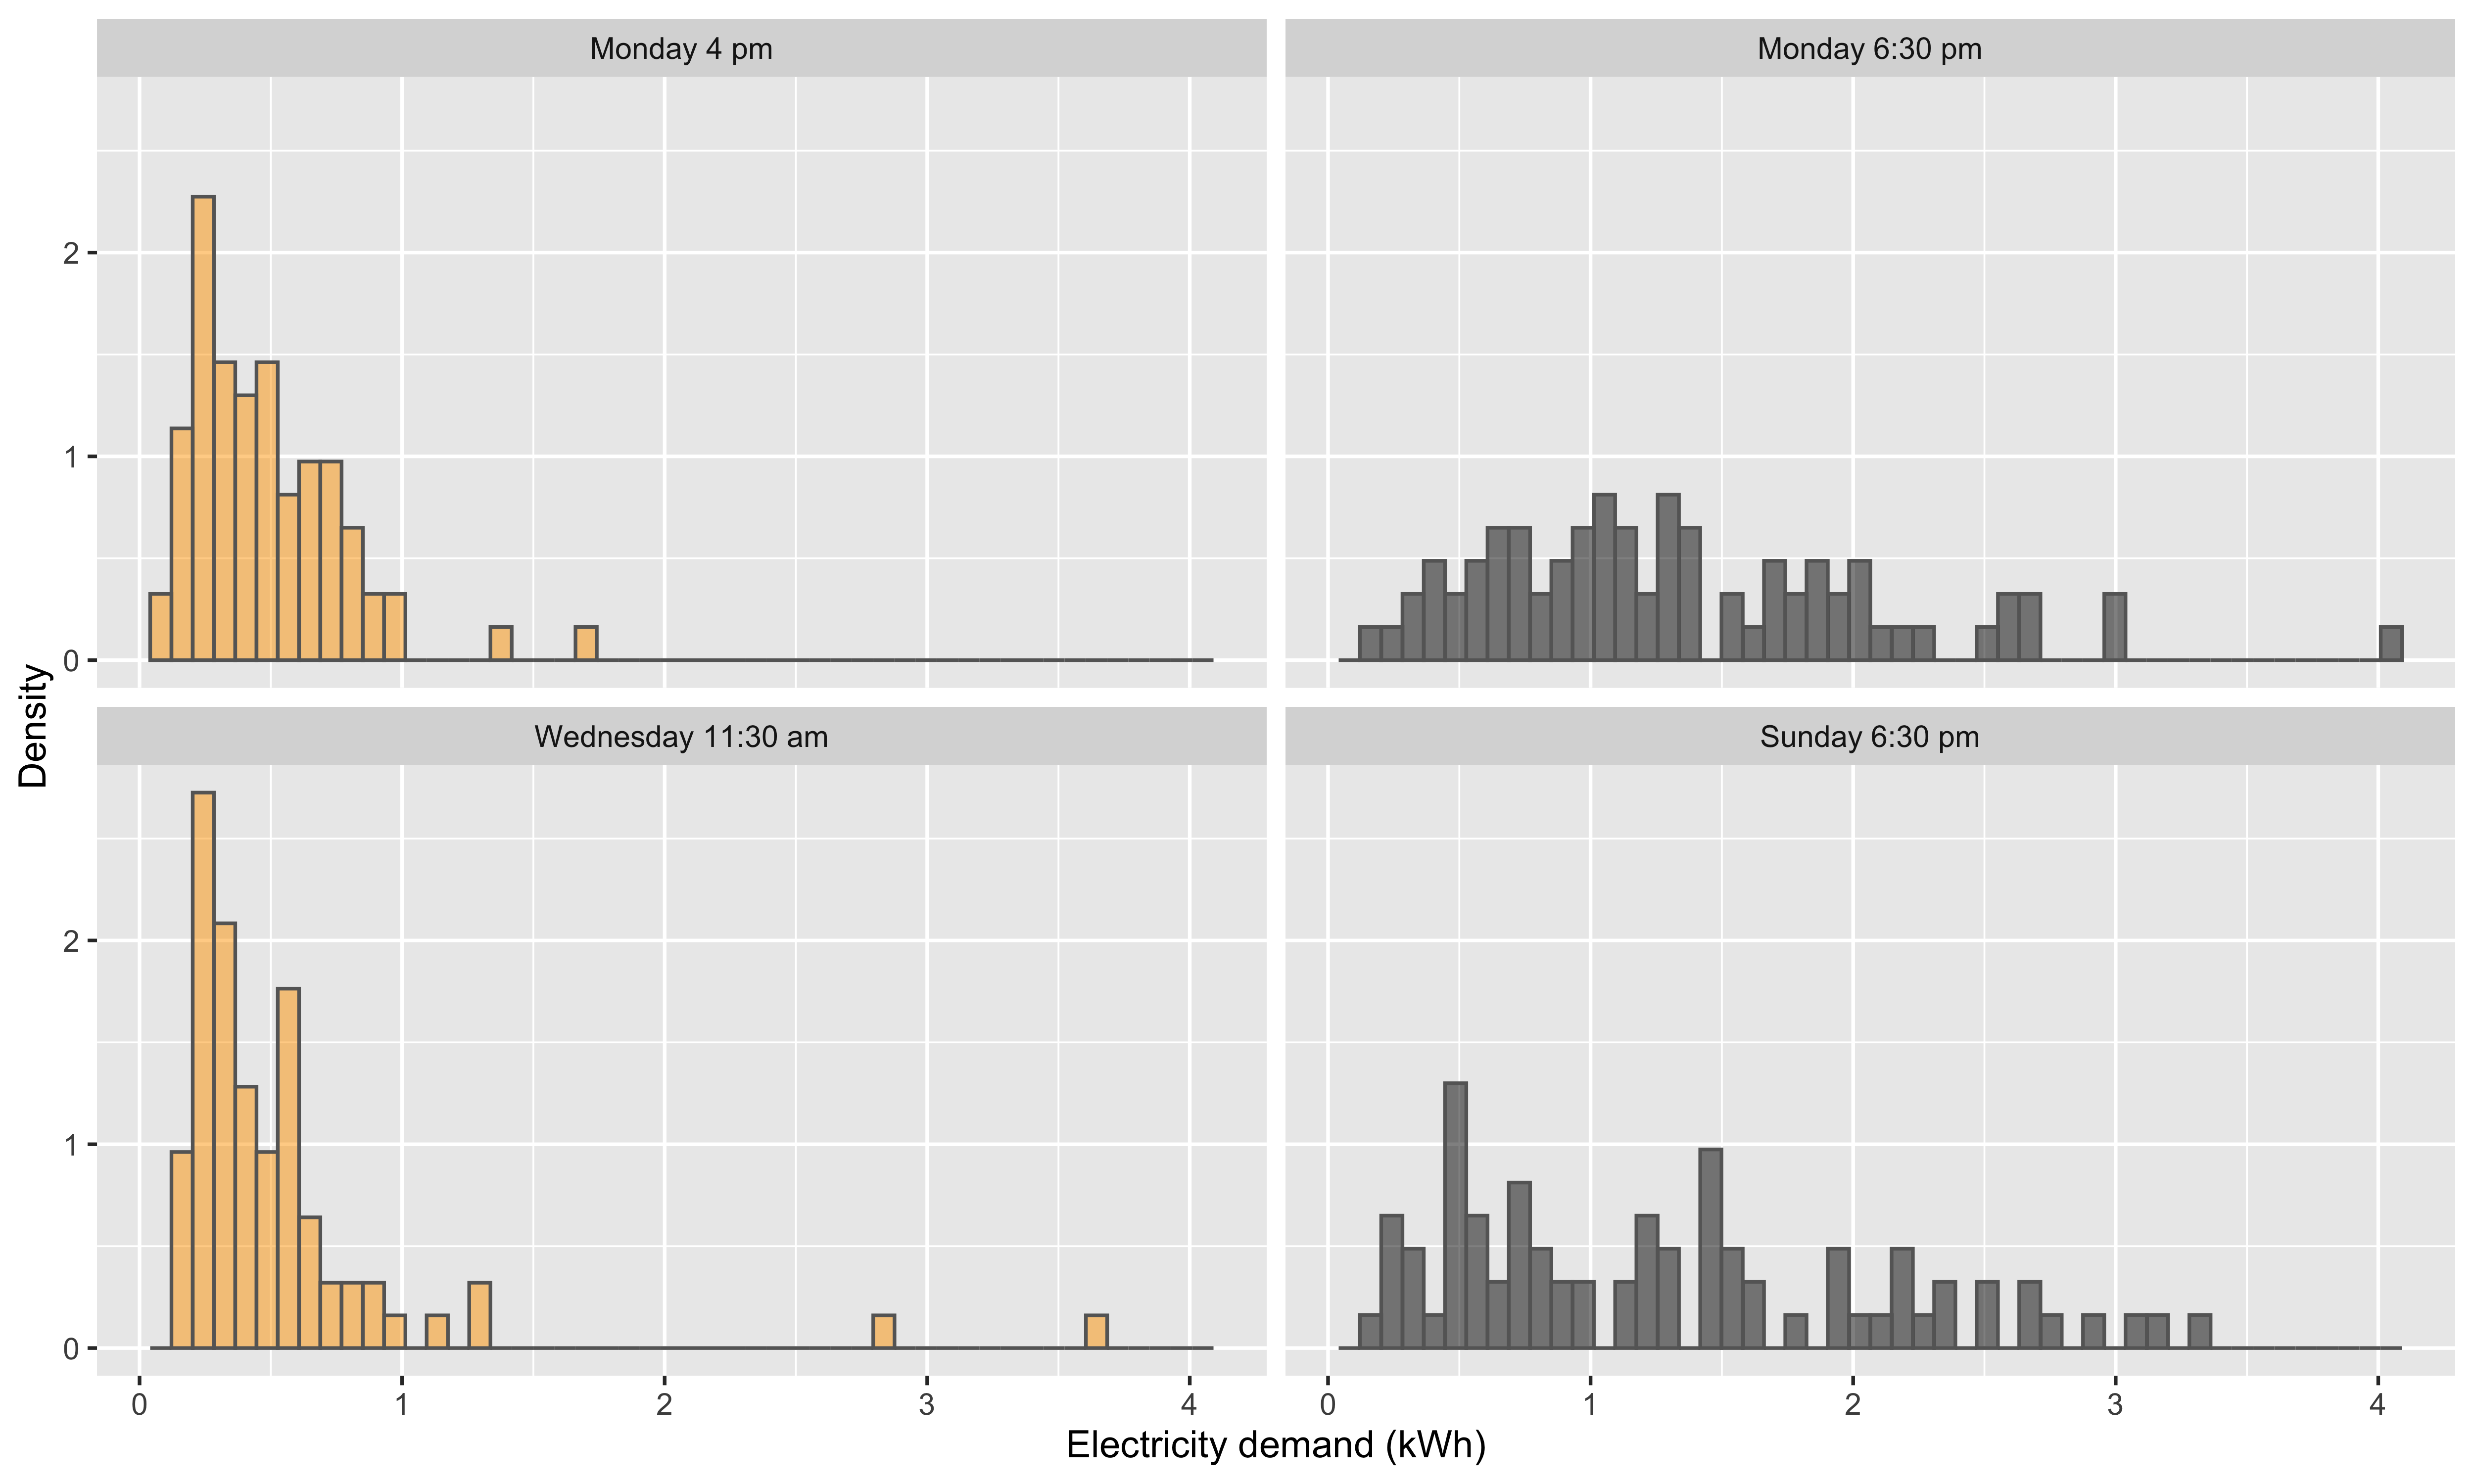 Monday 4 pm
Monday 6:30 pm
2
1
0
Wednesday 11:30 am
Sunday 6:30 pm
2
1
0
Density
0 1 2 3 4
0 1 2 3 4
Electricity demand (kWh)